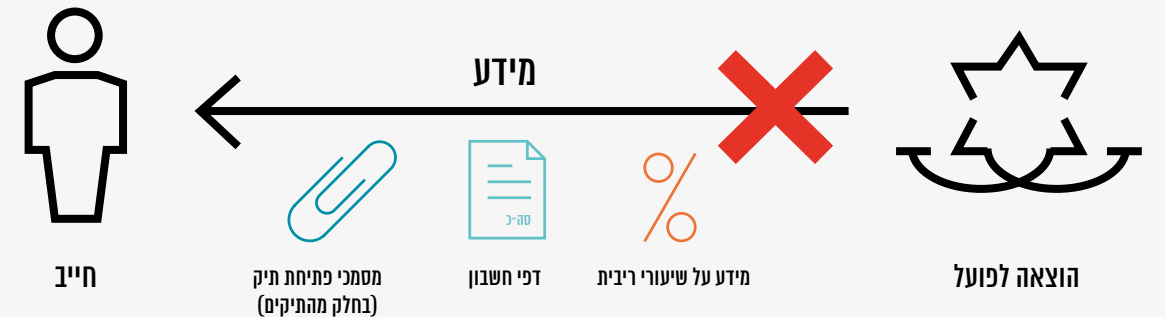 מידע
סה״כ
הוצאה לפועל
מידע על שיעורי ריבית
דפי חשבון
מסמכי פתיחת תיק
(בחלק מהתיקים)
חייב